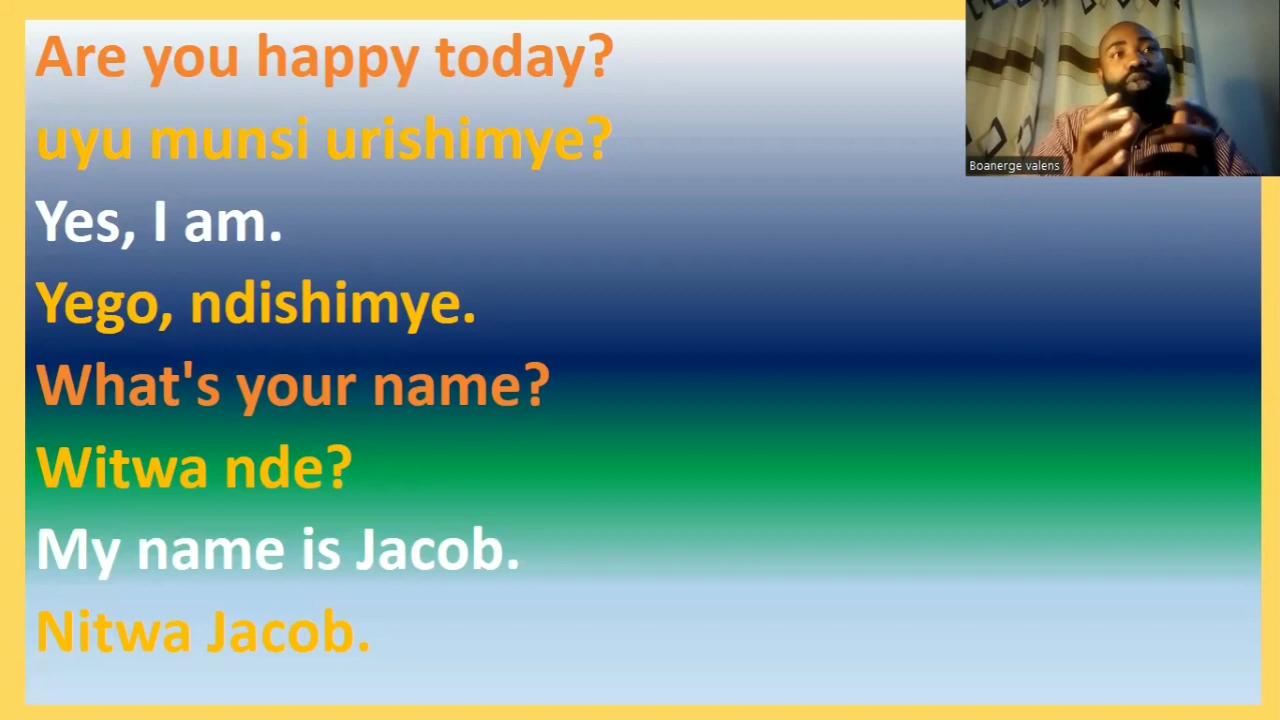 Are you happy today?
uyu munsi urishimye?
Yes, I am.
Yego, ndishimye.
What's your name?
Witwa nde?
My name is Jacob.
Nitwa Jacob.
Boanerge valens